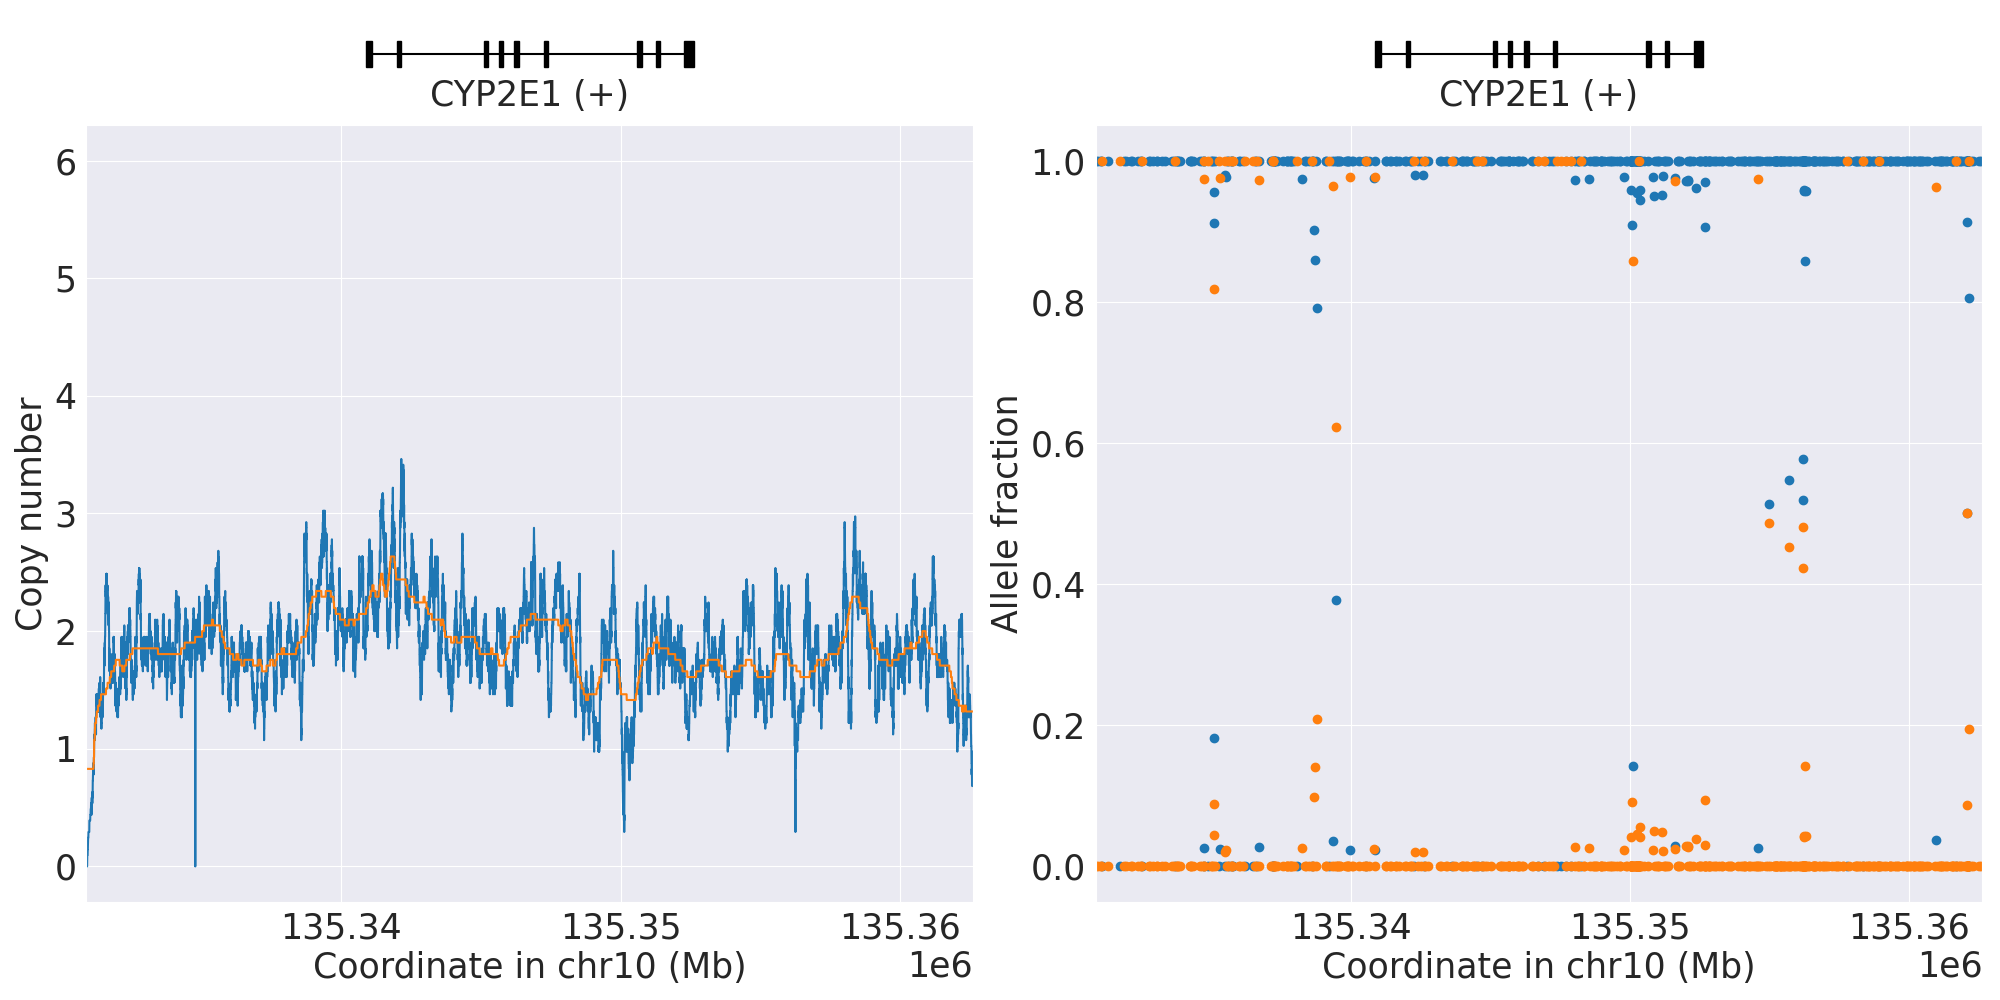 CYP2E1 (+)
6
5
4
3
2
1
0
Copy number
135.34 135.35 135.36
Coordinate in chr10 (Mb)
1e6
CYP2E1 (+)
1.0
0.8
0.6
0.4
0.2
0.0
Allele fraction
135.34 135.35 135.36
Coordinate in chr10 (Mb)
1e6